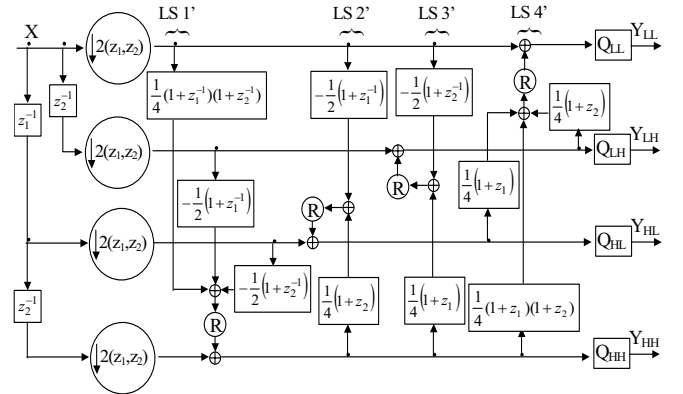 LS 1’ LS 2’ LS 3’ LS 4’
X ↓2(z₁,z₂) Q_LL Y_LL
z₁⁻¹ z₂⁻¹ 1/4(1+z₁⁻¹)(1+z₂⁻¹) −1/2(1+z₁⁻¹) −1/2(1+z₂⁻¹) R 1/4(1+z₂)
↓2(z₁,z₂) Q_LH Y_LH
−1/2(1+z₁⁻¹) R R 1/4(1+z₁)
↓2(z₁,z₂) Q_HL Y_HL
z₂⁻¹ −1/2(1+z₂⁻¹) 1/4(1+z₂) 1/4(1+z₁) 1/4(1+z₁)(1+z₂)
R
↓2(z₁,z₂) Q_HH Y_HH